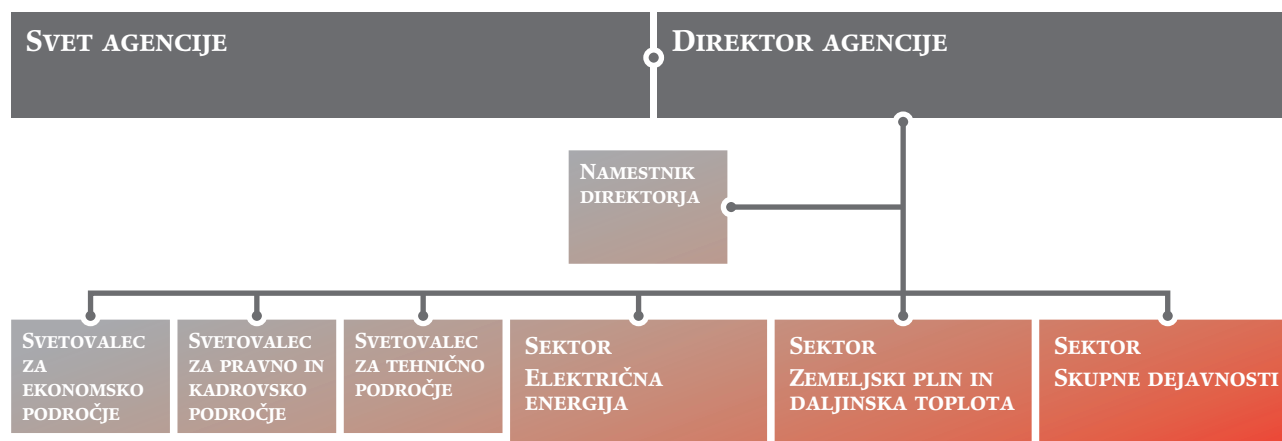 SVET AGENCIJE
DIREKTOR AGENCIJE
NAMESTNIK
DIREKTORJA
SVETOVALEC
ZA
EKONOMSKO
PODROČJE
SVETOVALEC
ZA PRAVNO IN
KADROVSKO
PODROČJE
SVETOVALEC
ZA TEHNIČNO
PODROČJE
SEKTOR
ELEKTRIČNA
ENERGIJA
SEKTOR
ZEMELJSKI PLIN IN
DALJINSKA TOPLOTA
SEKTOR
SKUPNE DEJAVNOSTI